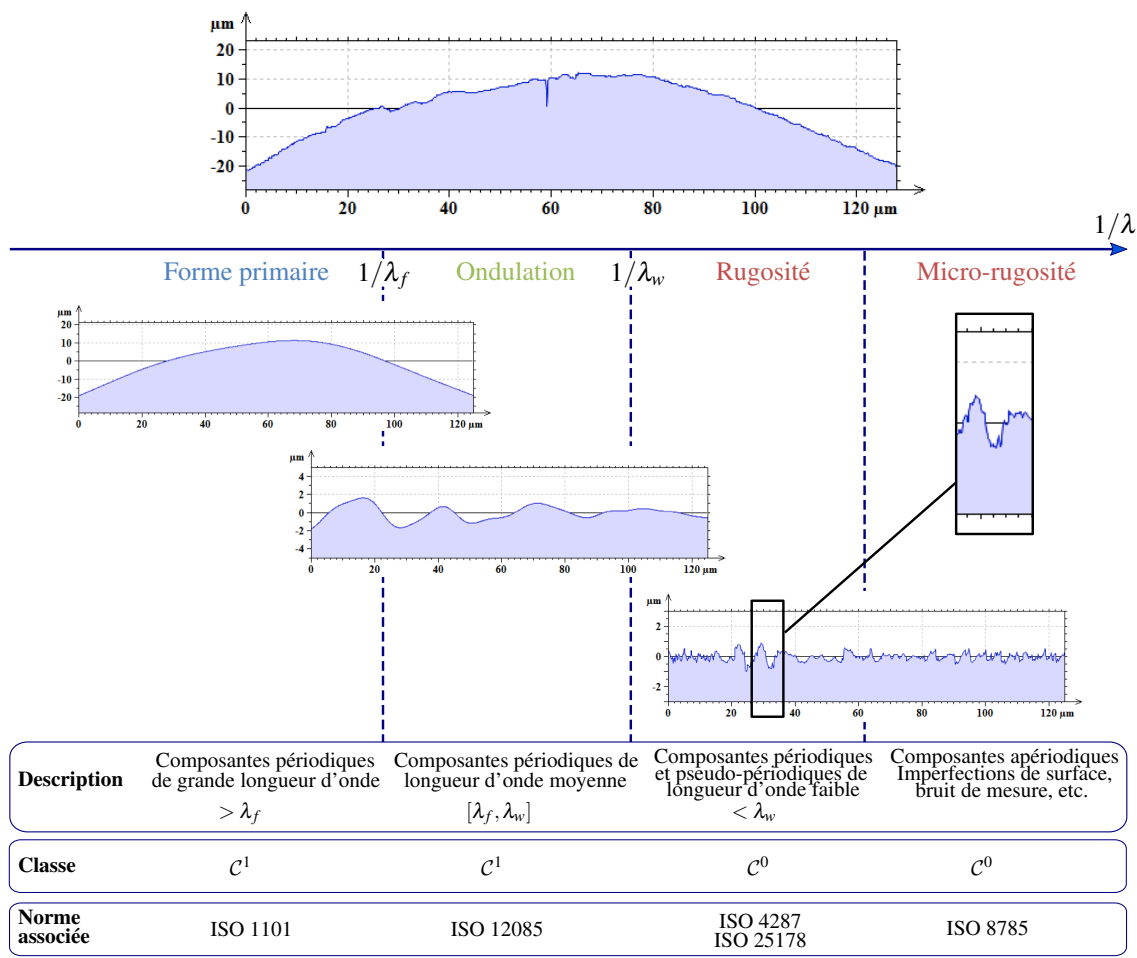 µm
20
10
0
-10
-20
0 20 40 60 80 100 120 µm
1/λ
Forme primaire 1/λf Ondulation 1/λw Rugosité Micro-rugosité
µm
20
10
0
-10
-20
0 20 40 60 80 100 120 µm
µm
4
2
0
-2
-4
0 20 40 60 80 100 120 µm
µm
2
0
-2
0 20 40 60 80 100 120 µm
Description
Composantes périodiques
de grande longueur d'onde
> λf
Composantes périodiques de
longueur d'onde moyenne
[λf, λw]
Composantes périodiques
et pseudo-périodiques de
longueur d'onde faible
< λw
Composantes apériodiques
Imperfections de surface,
bruit de mesure, etc.
Classe
C¹ C¹ C⁰ C⁰
Norme
associée
ISO 1101
ISO 12085
ISO 4287
ISO 25178
ISO 8785